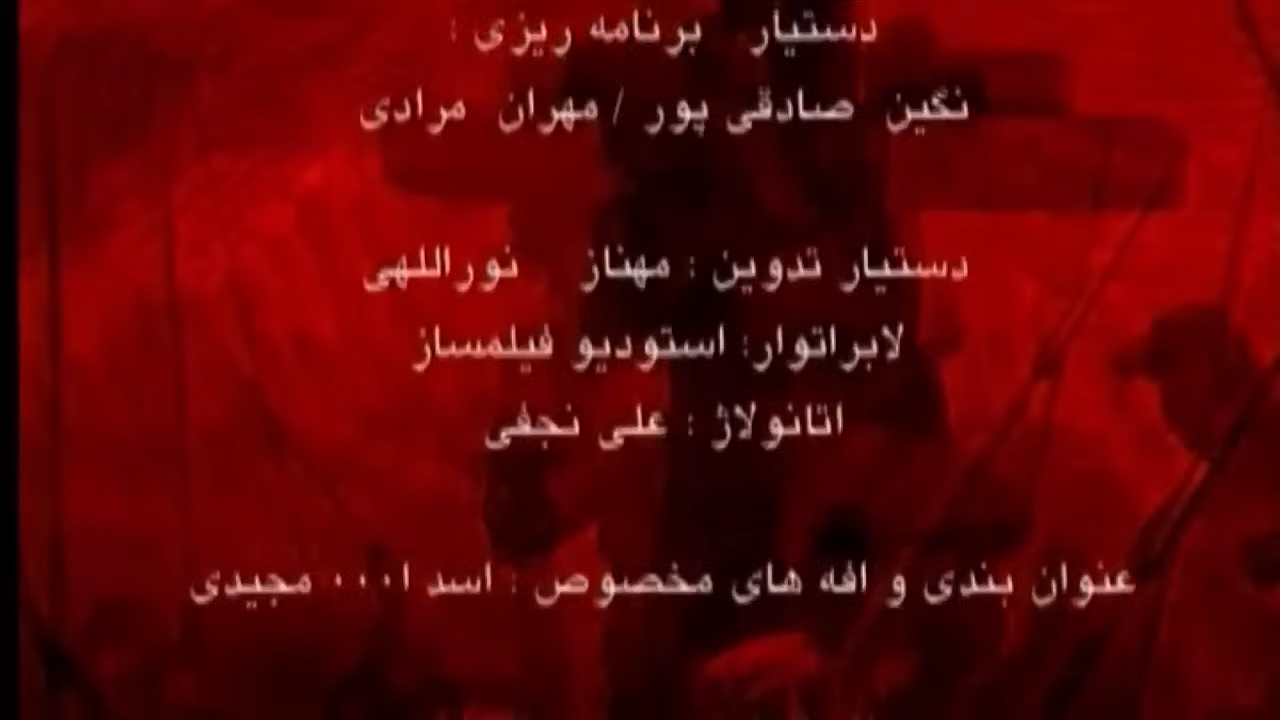 دستیار برنامه ریزی :
نگین صادقی پور / مهران مرادی
دستیار تدوین : مهناز نوراللهی
لابراتوار: استودیو فیلمساز
اتانولاژ : علی نجفی
عنوان بندی و افه های مخصوص : اسد ا۰۰۰ مجیدی